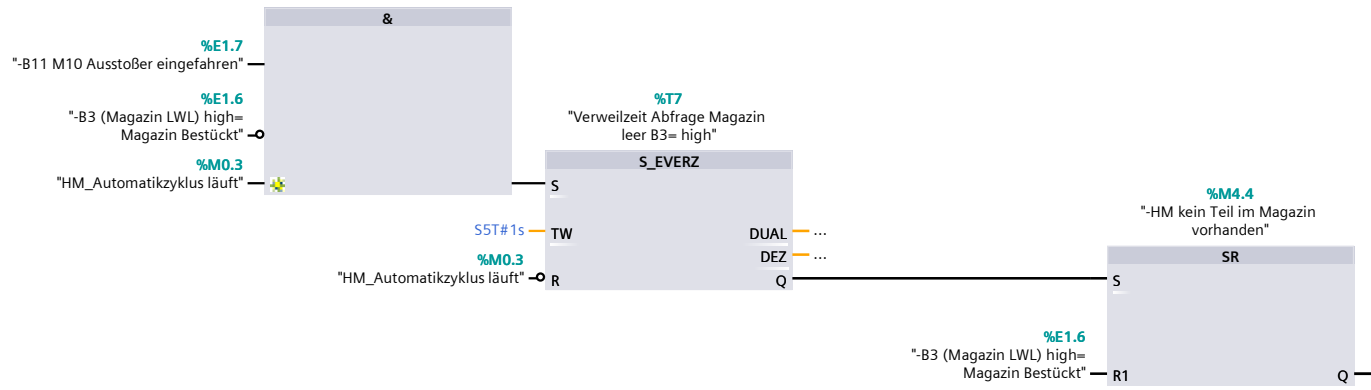 &
%E1.7
"-B11 M10 Ausstoßer eingefahren"
%E1.6
"-B3 (Magazin LWL) high=
Magazin Bestückt"
%M0.3
"HM_Automatikzyklus läuft"
%T7
"Verweilzeit Abfrage Magazin
leer B3= high"
S_EVERZ
S
S5T#1s
TW
DUAL
...
DEZ
...
%M0.3
"HM_Automatikzyklus läuft"
R
Q
%M4.4
"-HM kein Teil im Magazin
vorhanden"
SR
S
%E1.6
"-B3 (Magazin LWL) high=
Magazin Bestückt"
R1
Q